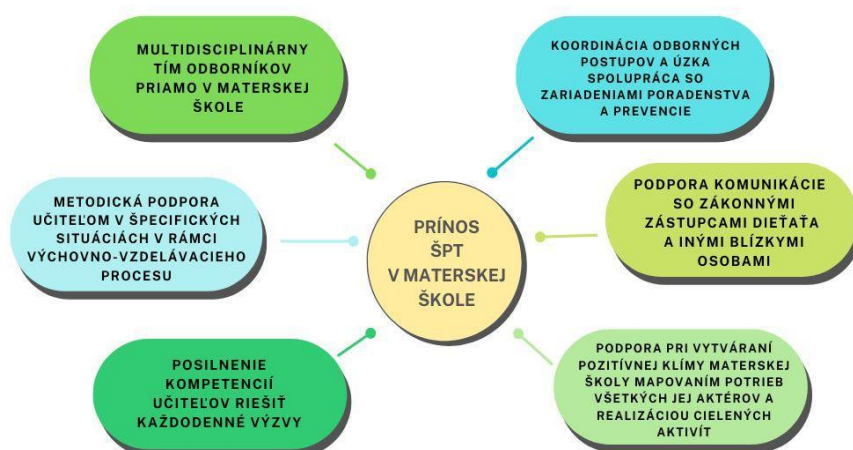 MULTIDISCIPLINÁRNY
TÍM ODBORNÍKOV
PRIAMO V MATERSKEJ
ŠKOLE
KOORDINÁCIA ODBORNÝCH
POSTUPOV A ÚZKA
SPOLUPRÁCA SO
ZARIADENIAMI PORADENSTVA
A PREVENCIE
METODICKÁ PODPORA
UČITEĽOM V ŠPECIFICKÝCH
SITUÁCIÁCH V RÁMCI
VÝCHOVNO-VZDELÁVACIEHO
PROCESU
PRÍNOS
ŠPT
V MATERSKEJ
ŠKOLE
PODPORA KOMUNIKÁCIE
SO ZÁKONNÝMI
ZÁSTUPCAMI DIEŤAŤA
A INÝMI BLÍZKYMI
OSOBAMI
POSILNENIE
KOMPETENCIÍ
UČITEĽOV RIEŠIŤ
KAŽDODENNÉ VÝZVY
PODPORA PRI VYTVÁRANÍ
POZITÍVNEJ KLÍMY MATERSKEJ
ŠKOLY MAPOVANÍM POTRIEB
VŠETKÝCH JEJ AKTÉROV A
REALIZÁCIOU CIELENÝCH
AKTIVÍT